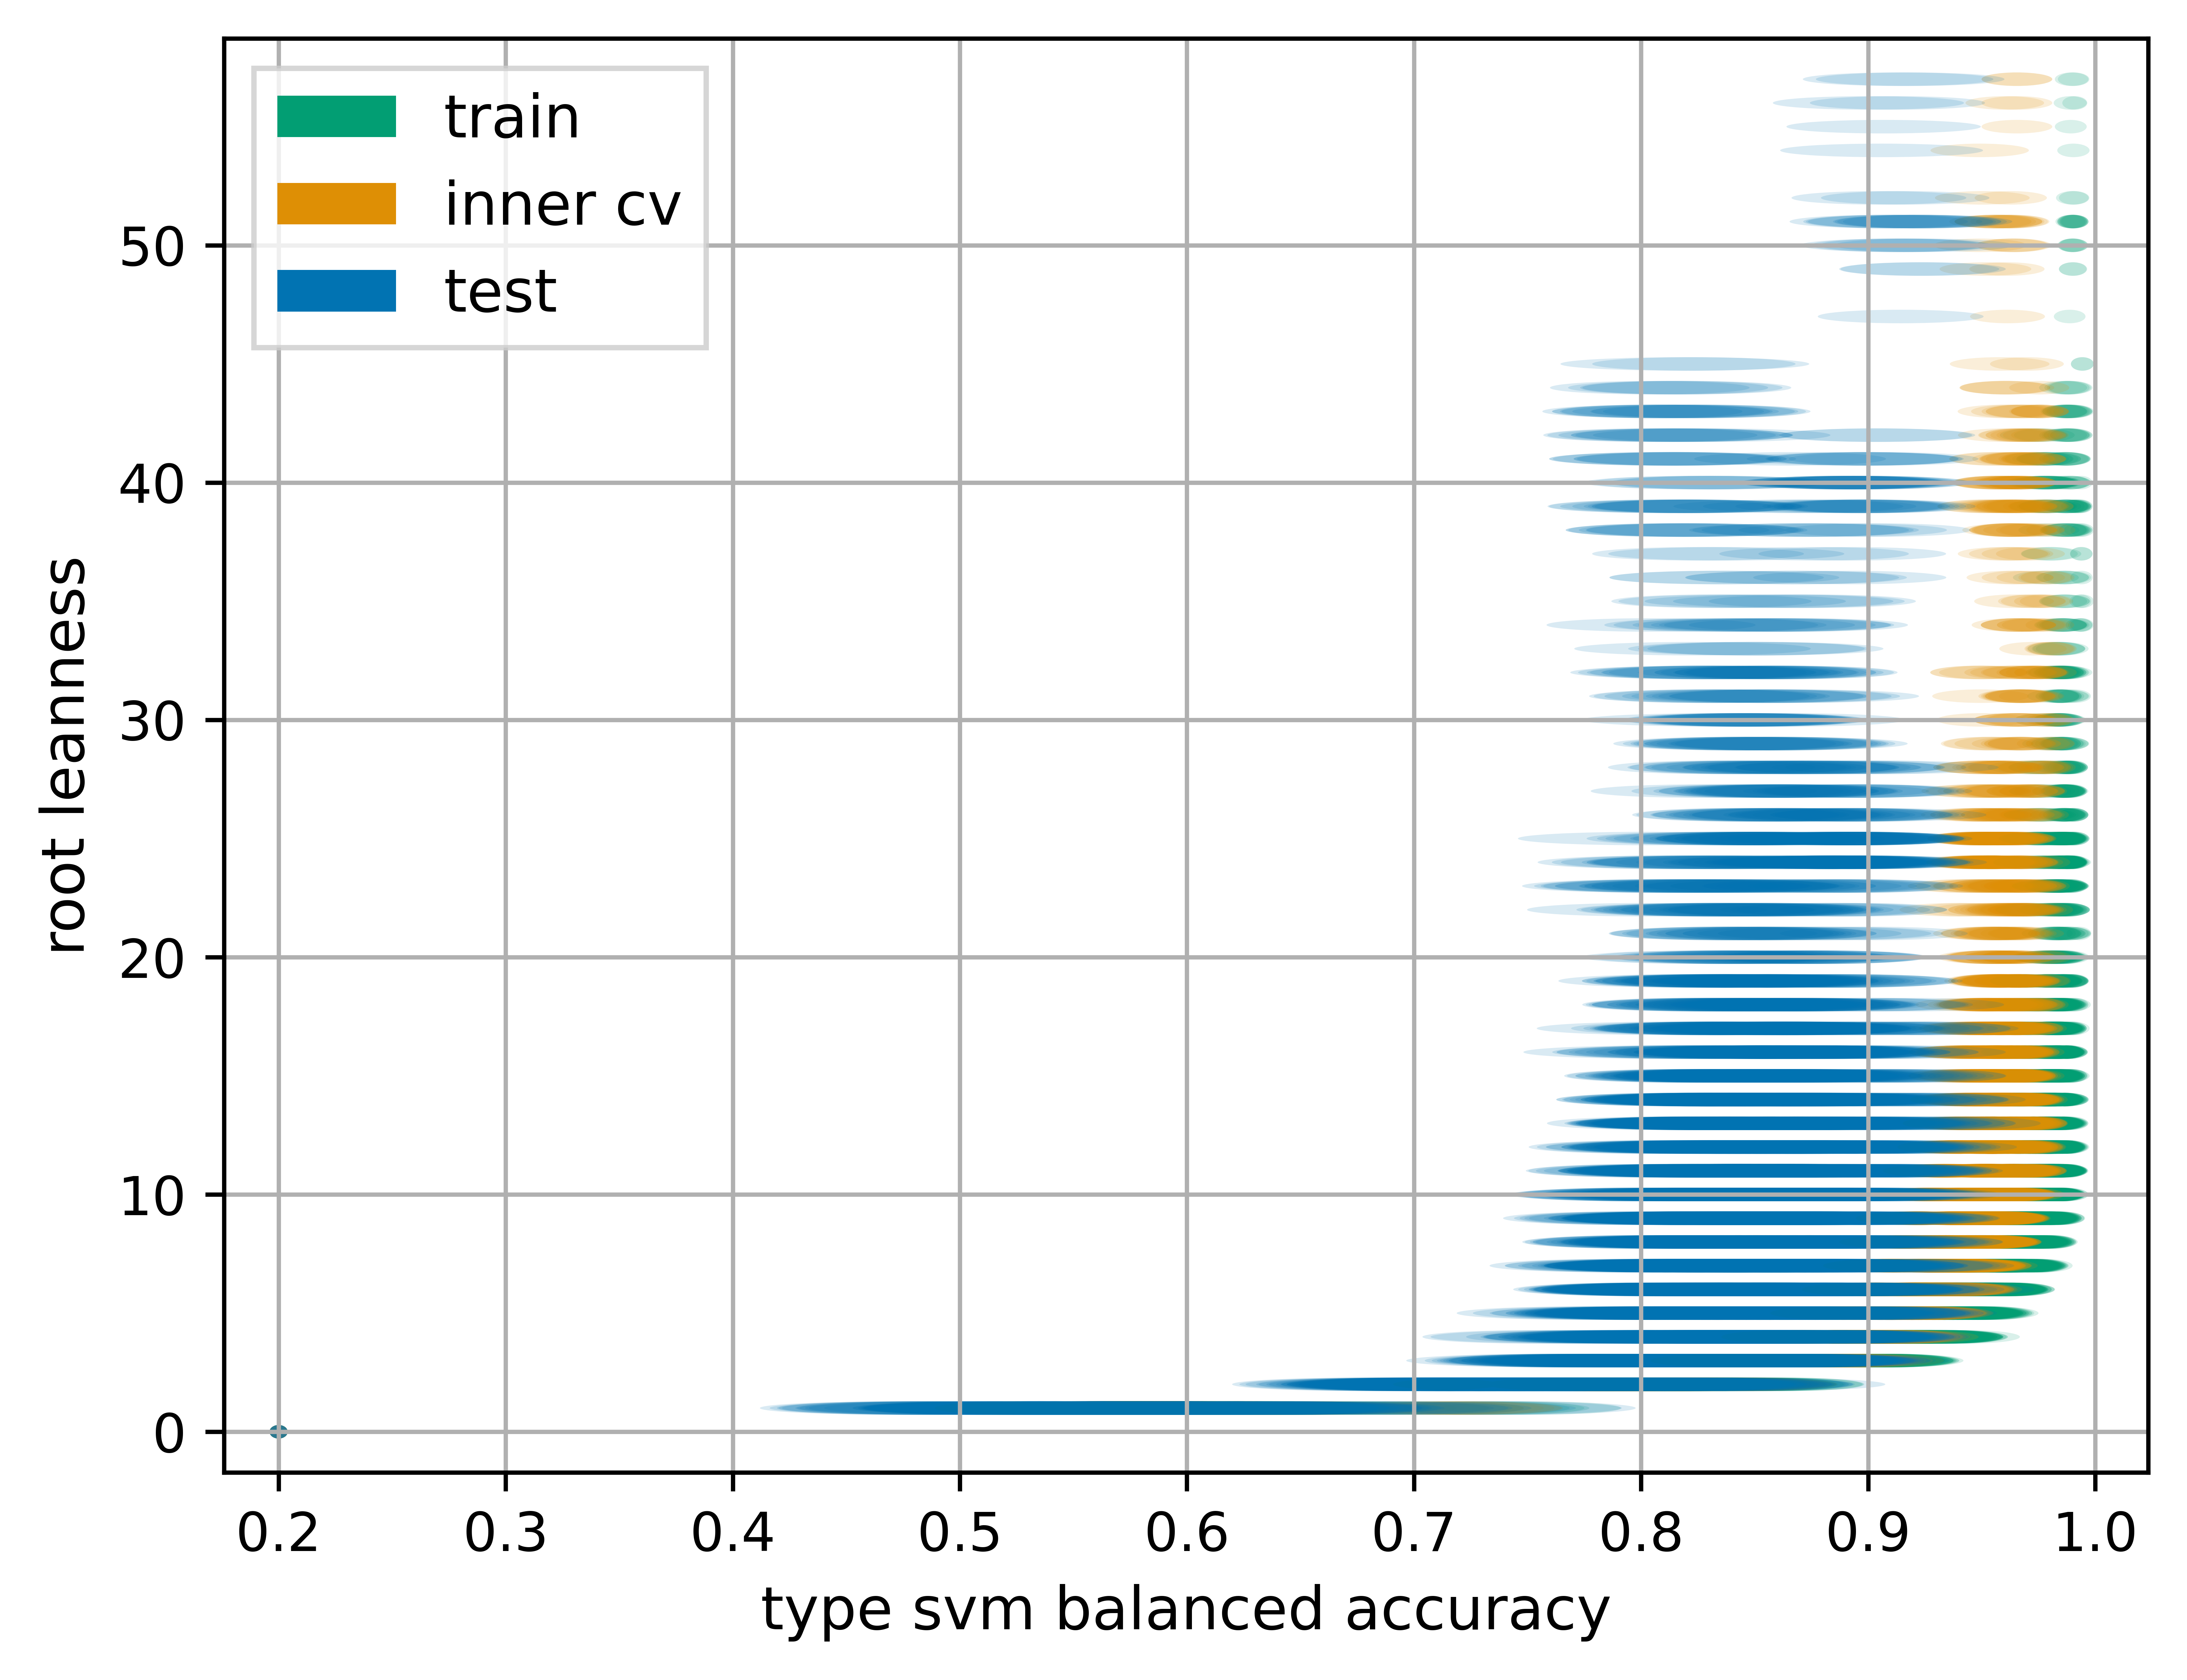 train
inner cv
test
50
40
30
20
10
0
root leanness
0.2 0.3 0.4 0.5 0.6 0.7 0.8 0.9 1.0
type svm balanced accuracy